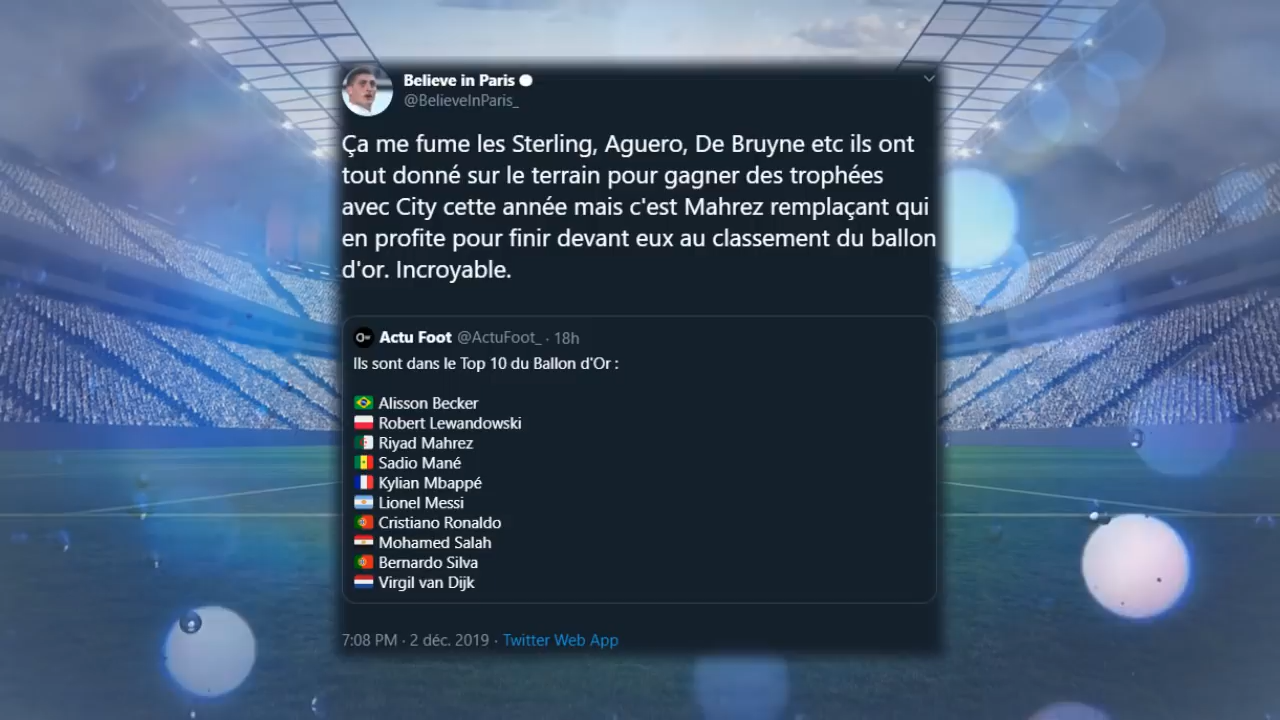 Believe in Paris
@BelieveInParis_
Ça me fume les Sterling, Aguero, De Bruyne etc ils ont
tout donné sur le terrain pour gagner des trophées
avec City cette année mais c'est Mahrez remplaçant qui
en profite pour finir devant eux au classement du ballon
d'or. Incroyable.
Actu Foot @ActuFoot_ · 18h
Ils sont dans le Top 10 du Ballon d'Or :
Alisson Becker
Robert Lewandowski
Riyad Mahrez
Sadio Mané
Kylian Mbappé
Lionel Messi
Cristiano Ronaldo
Mohamed Salah
Bernardo Silva
Virgil van Dijk
7:08 PM · 2 déc. 2019 · Twitter Web App